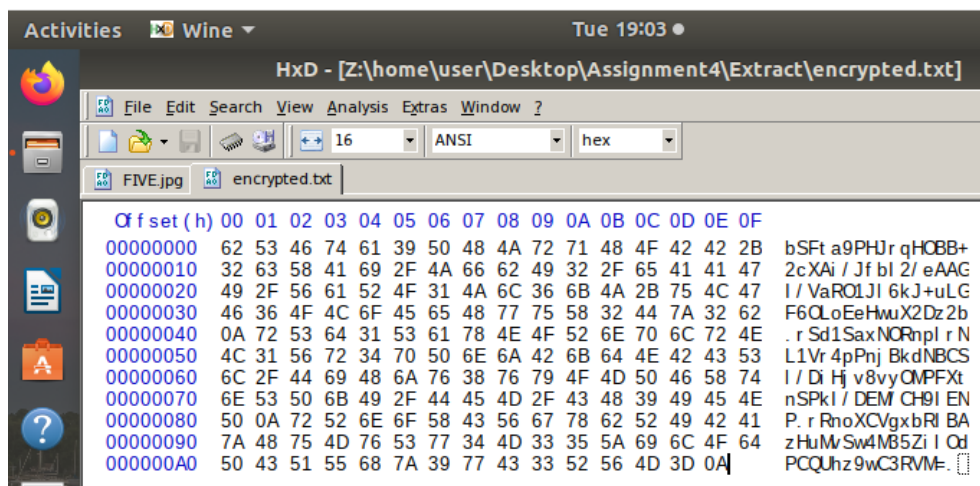 Activities Wine Tue 19:03
HxD - [Z:\home\user\Desktop\Assignment4\Extract\encrypted.txt]
File Edit Search View Analysis Extras Window ?
16 ANSI hex
FIVE.jpg encrypted.txt
Offset(h) 00 01 02 03 04 05 06 07 08 09 0A 0B 0C 0D 0E 0F
00000000 62 53 46 74 61 39 50 48 4A 72 71 48 4F 42 42 2B bSFta9PHJrqHOBB+
00000010 32 63 58 41 69 2F 4A 66 62 49 32 2F 65 41 41 47 2cXAi/JfbI2/eAAG
00000020 49 2F 56 61 52 4F 31 4A 6C 36 6B 4A 2B 75 4C 47 I/VaRO1Jl6kJ+uLG
00000030 46 36 4F 4C 6F 45 65 48 77 75 58 32 44 7A 32 62 F6OLoEeHwuX2Dz2b
00000040 0A 72 53 64 31 53 61 78 4E 4F 52 6E 70 6C 72 4E .rSd1SaxNORnplrN
00000050 4C 31 56 72 34 70 50 6E 6A 42 6B 64 4E 42 43 53 L1Vr4pPnjBkdNBCS
00000060 6C 2F 44 69 48 6A 76 38 76 79 4F 4D 50 46 58 74 l/DiHjv8vyOMPFXt
00000070 6E 53 50 6B 49 2F 44 45 4D 2F 43 48 39 49 45 4E nSPkI/DEM/CH9IEN
00000080 50 0A 72 52 6E 6F 58 43 56 67 78 62 52 49 42 41 P.rRnoXCVgxbRIBA
00000090 7A 48 75 4D 76 53 77 34 4D 33 35 5A 69 6C 4F 64 zHuMvSw4M35ZilOd
000000A0 50 43 51 55 68 7A 39 77 43 33 52 56 4D 3D 0A PCQUhz9wC3RVM=.